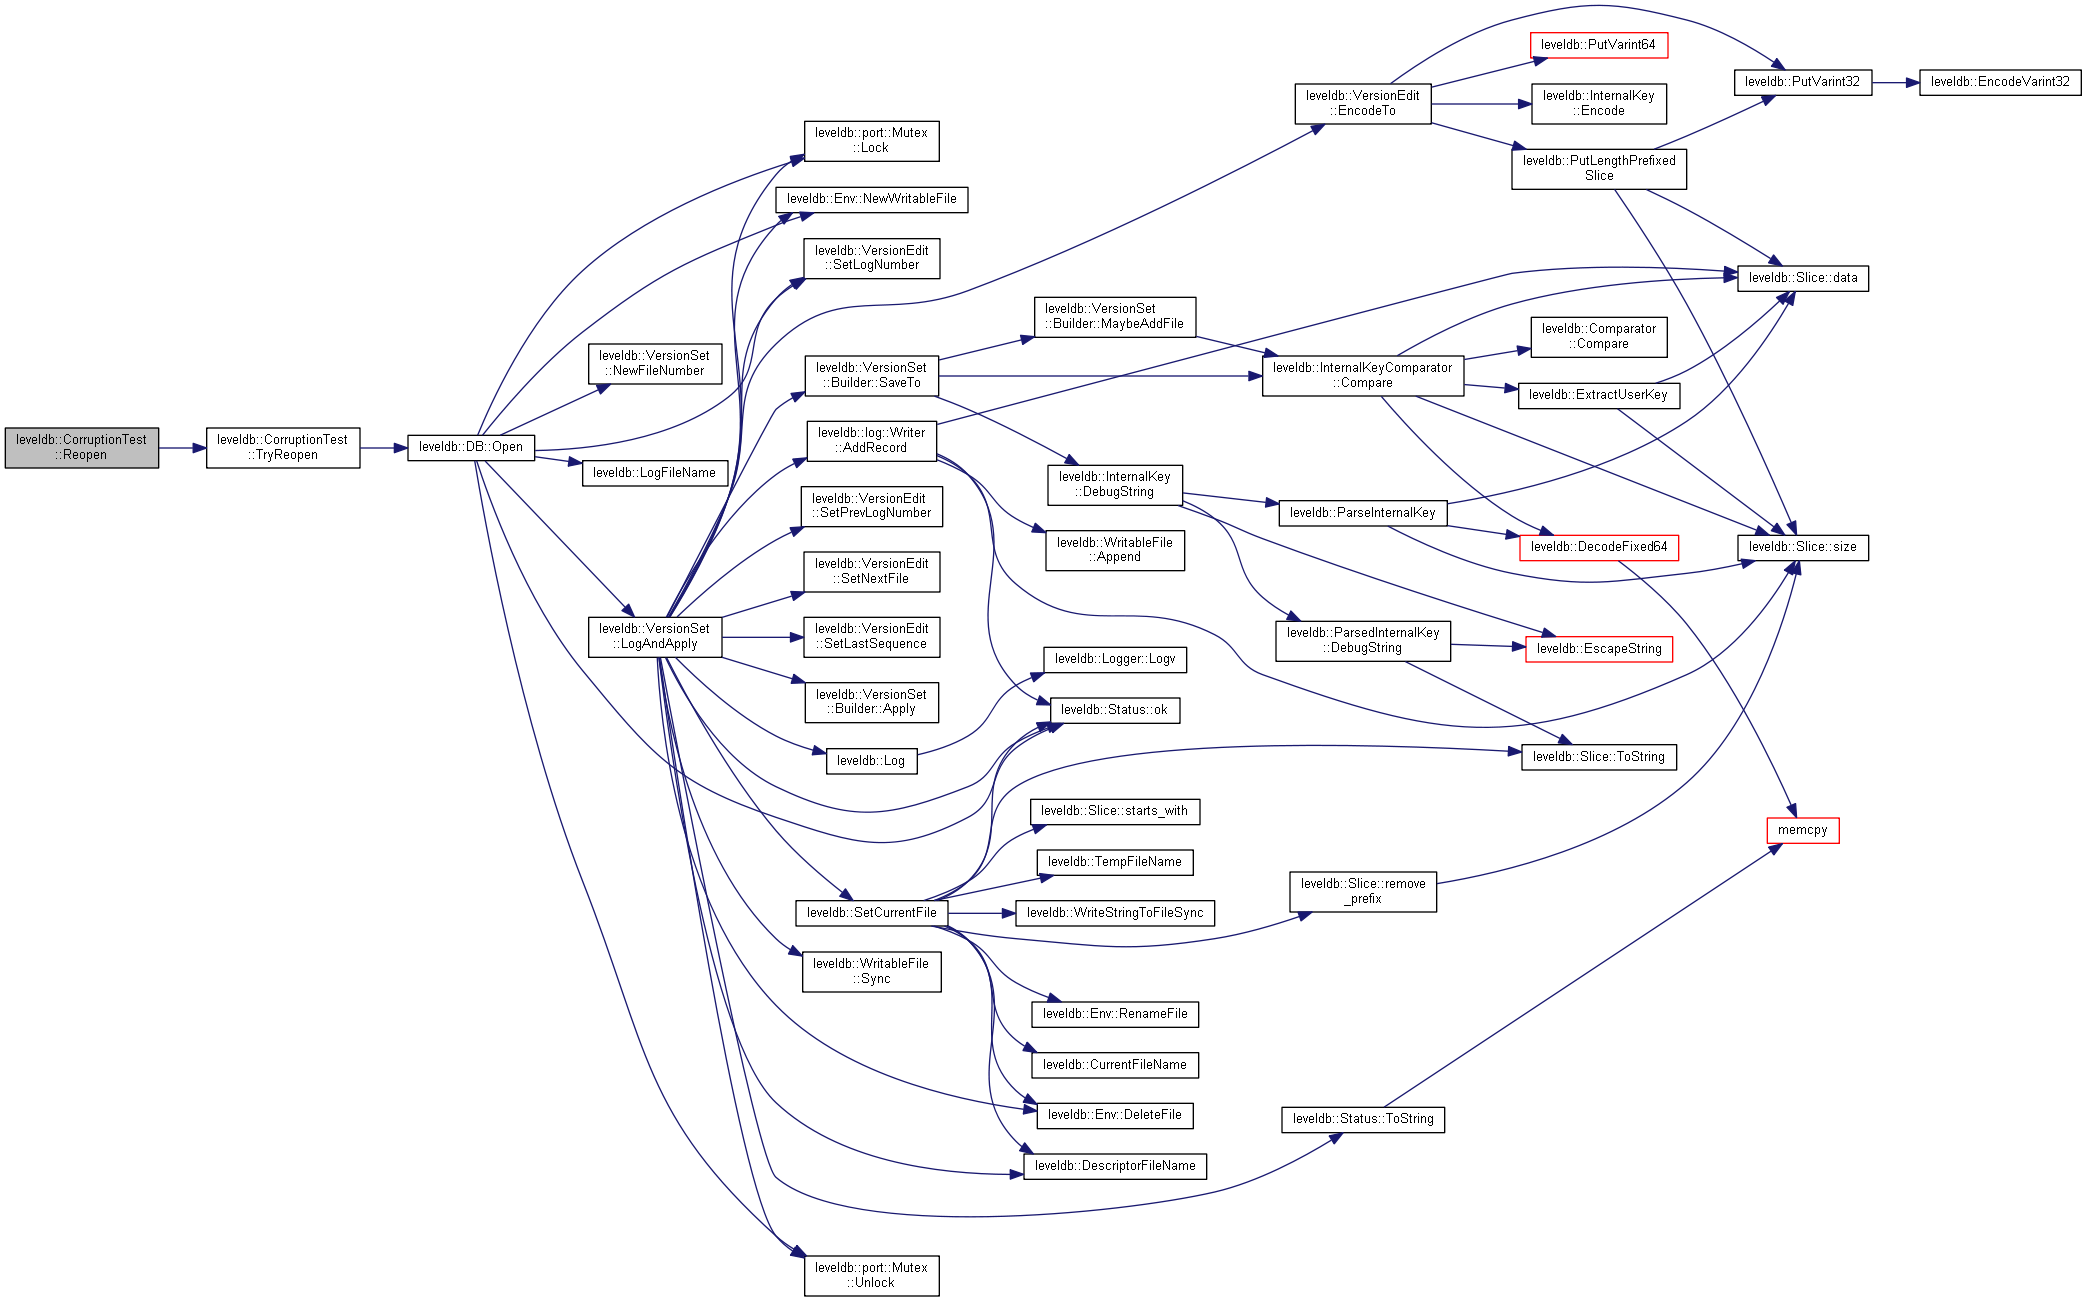 leveldb::CorruptionTest
::Reopen
leveldb::CorruptionTest
::TryReopen
leveldb::DB::Open
leveldb::VersionSet
::NewFileNumber
leveldb::LogFileName
leveldb::VersionSet
::LogAndApply
leveldb::port::Mutex
::Lock
leveldb::Env::NewWritableFile
leveldb::VersionEdit
::SetLogNumber
leveldb::VersionSet
::Builder::SaveTo
leveldb::log::Writer
::AddRecord
leveldb::VersionEdit
::SetPrevLogNumber
leveldb::VersionEdit
::SetNextFile
leveldb::VersionEdit
::SetLastSequence
leveldb::VersionSet
::Builder::Apply
leveldb::Log
leveldb::SetCurrentFile
leveldb::WritableFile
::Sync
leveldb::port::Mutex
::Unlock
leveldb::VersionSet
::Builder::MaybeAddFile
leveldb::InternalKey
::DebugString
leveldb::WritableFile
::Append
leveldb::Logger::Logv
leveldb::Status::ok
leveldb::Slice::starts_with
leveldb::TempFileName
leveldb::WriteStringToFileSync
leveldb::Env::RenameFile
leveldb::CurrentFileName
leveldb::Env::DeleteFile
leveldb::DescriptorFileName
leveldb::VersionEdit
::EncodeTo
leveldb::InternalKeyComparator
::Compare
leveldb::ParseInternalKey
leveldb::ParsedInternalKey
::DebugString
leveldb::Slice::remove
_prefix
leveldb::Status::ToString
leveldb::PutVarint64
leveldb::InternalKey
::Encode
leveldb::PutLengthPrefixed
Slice
leveldb::Comparator
::Compare
leveldb::ExtractUserKey
leveldb::DecodeFixed64
leveldb::EscapeString
leveldb::Slice::ToString
leveldb::PutVarint32
leveldb::Slice::data
leveldb::Slice::size
memcpy
leveldb::EncodeVarint32